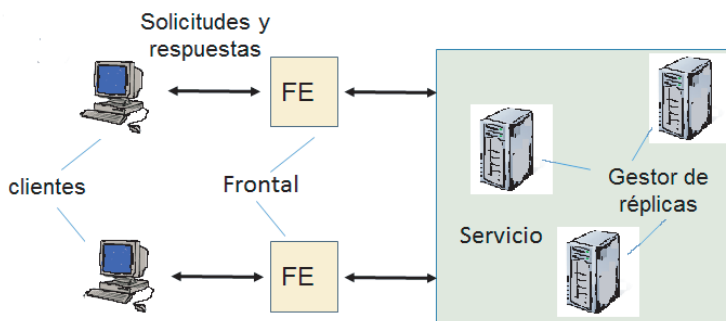 Solicitudes y
respuestas
FE
clientes
Frontal
Gestor de
réplicas
Servicio
FE